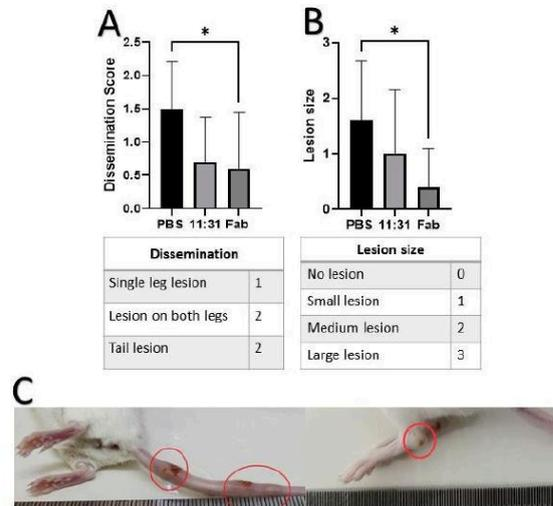 A
*
Dissemination Score
2.5
2.0
1.5
1.0
0.5
0.0
PBS 11:31 Fab
Dissemination
Single leg lesion 1
Lesion on both legs 2
Tail lesion 2
B
*
Lesion size
3
2
1
0
PBS 11:31 Fab
Lesion size
No lesion 0
Small lesion 1
Medium lesion 2
Large lesion 3
C